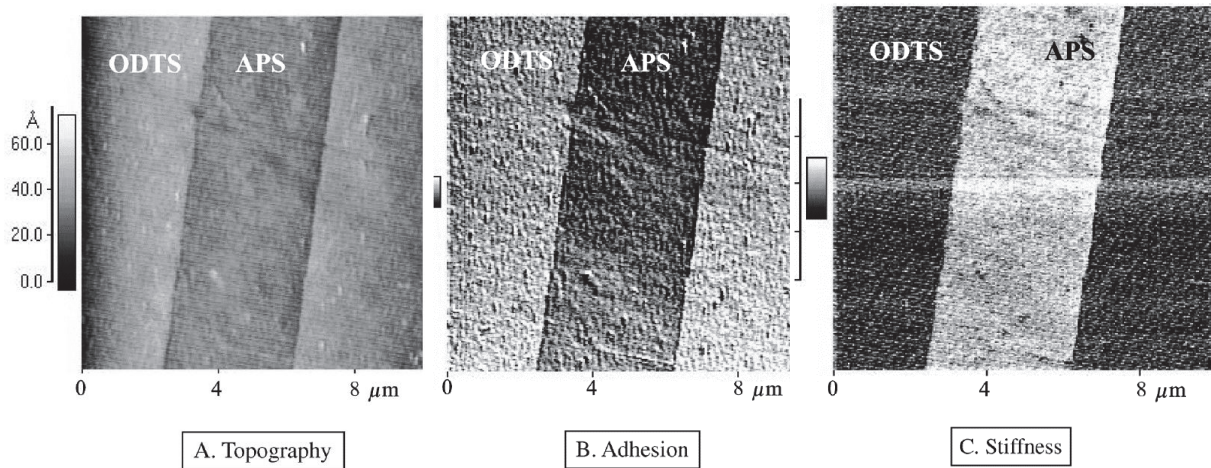 ODTS APS
Å
60.0
40.0
20.0
0.0
0 4 8 µm
A. Topography
ODTS APS
0 4 8 µm
B. Adhesion
ODTS APS
0 4 8 µm
C. Stiffness